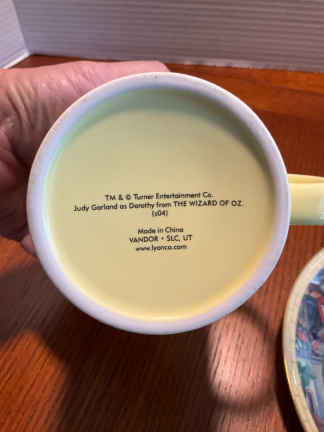 TM & © Turner Entertainment Co.
Judy Garland as Dorothy from THE WIZARD OF OZ.
(s04)
Made in China
VANDOR • SLC, UT
www.lyonco.com